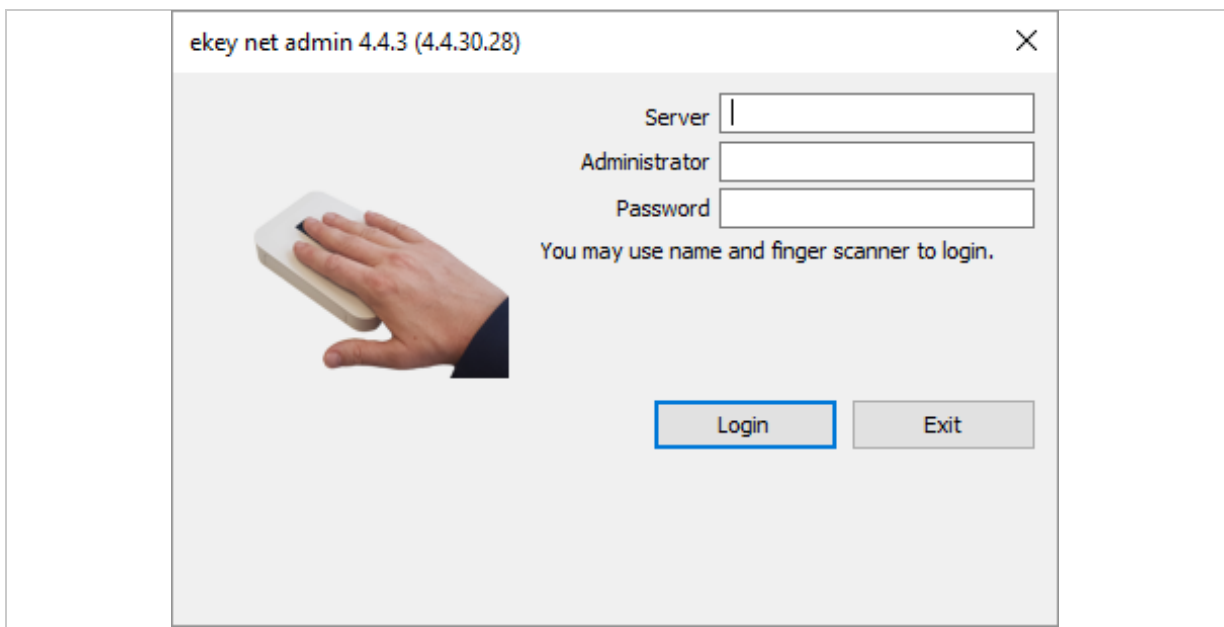 ekey net admin 4.4.3 (4.4.30.28)
Server
Administrator
Password
You may use name and finger scanner to login.
Login
Exit